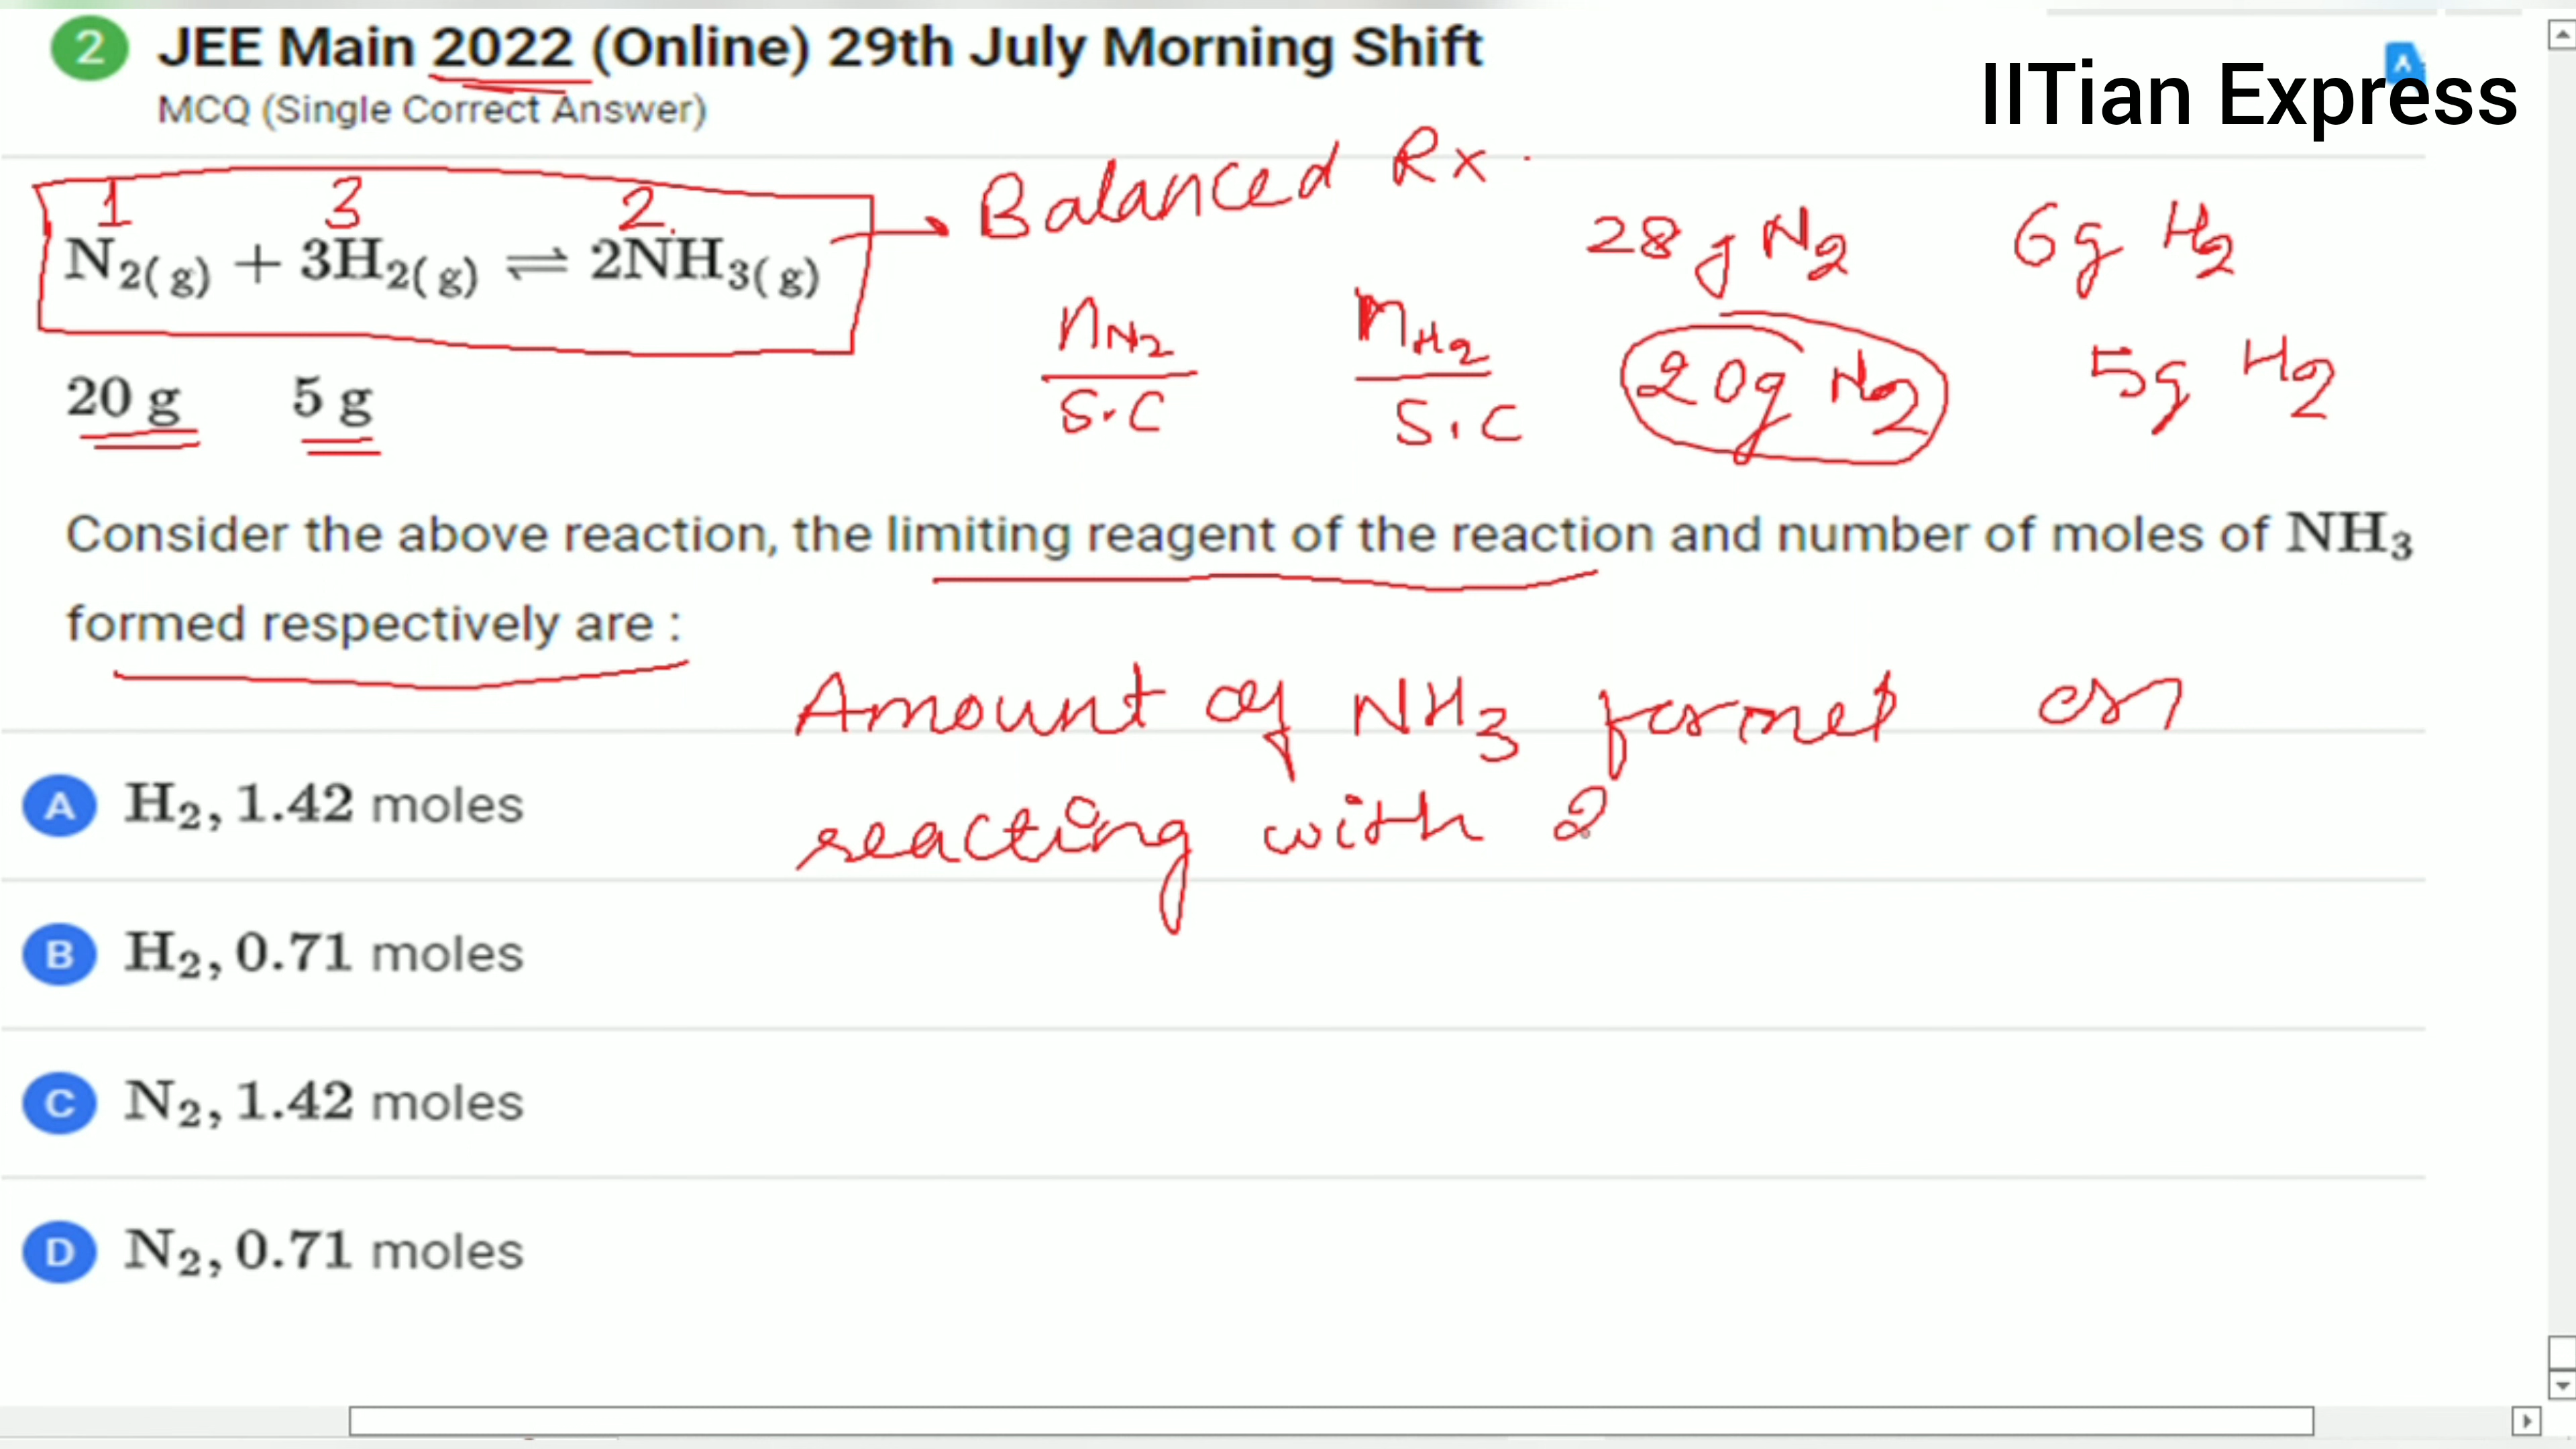 2 JEE Main 2022 (Online) 29th July Morning Shift
MCQ (Single Correct Answer)
IITian Express
Balanced Rx.
1 3 2
N₂(g) + 3H₂(g) ⇌ 2NH₃(g)
28g N₂ 6g H₂
n N₂ / S.C n H₂ / S.C
20g N₂ 5g H₂
20 g 5 g
Consider the above reaction, the limiting reagent of the reaction and number of moles of NH₃
formed respectively are :
Amount of NH₃ formed on
reacting with 2
A H₂, 1.42 moles
B H₂, 0.71 moles
C N₂, 1.42 moles
D N₂, 0.71 moles